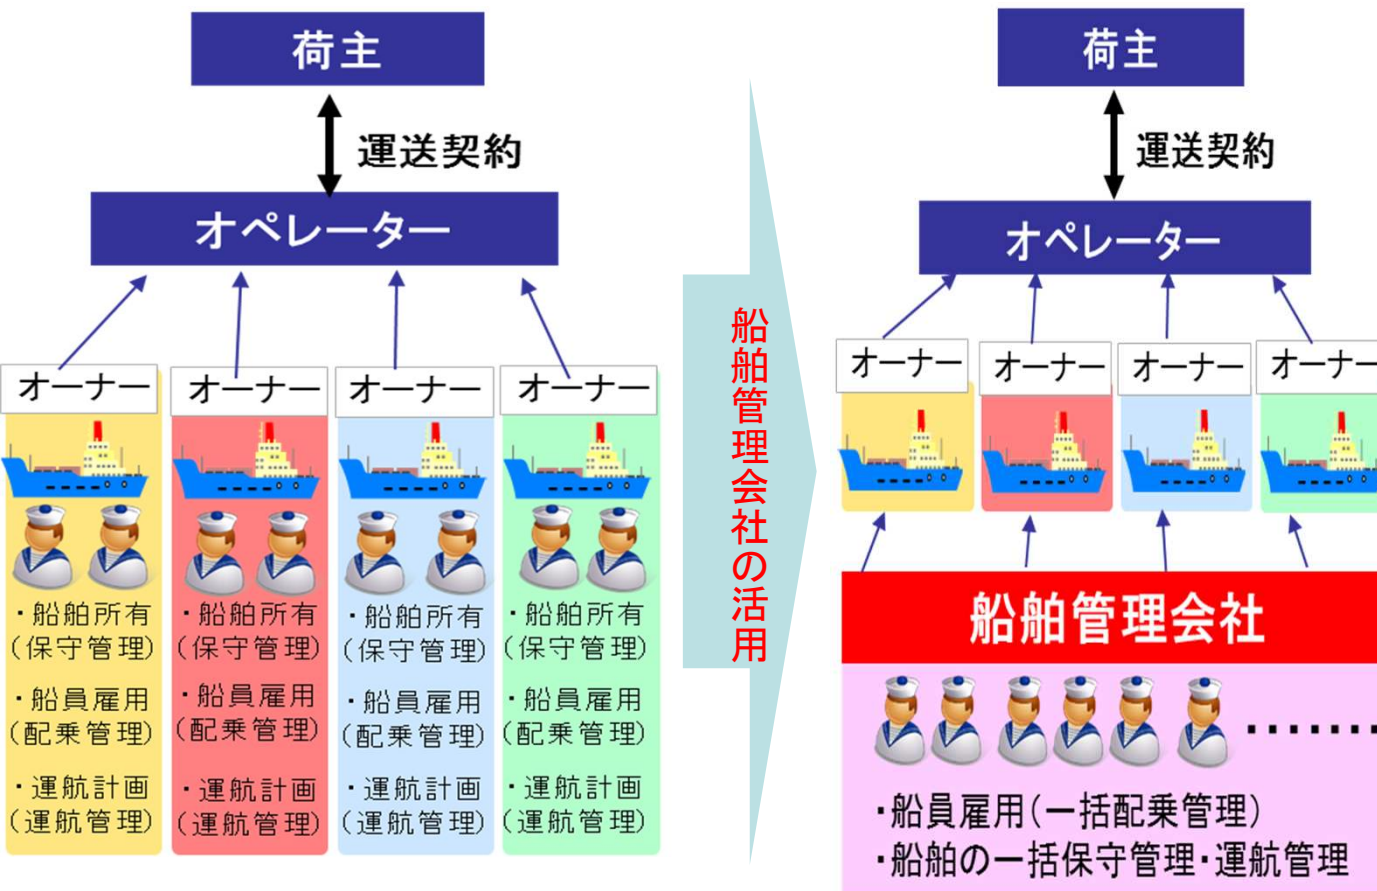 荷主
運送契約
オペレーター
オーナー
・船舶所有
(保守管理)
・船員雇用
(配乗管理)
・運航計画
(運航管理)
オーナー
・船舶所有
(保守管理)
・船員雇用
(配乗管理)
・運航計画
(運航管理)
オーナー
・船舶所有
(保守管理)
・船員雇用
(配乗管理)
・運航計画
(運航管理)
オーナー
・船舶所有
(保守管理)
・船員雇用
(配乗管理)
・運航計画
(運航管理)
船舶管理会社の活用
荷主
運送契約
オペレーター
オーナー
オーナー
オーナー
オーナー
船舶管理会社
・船員雇用(一括配乗管理)
・船舶の一括保守管理・運航管理